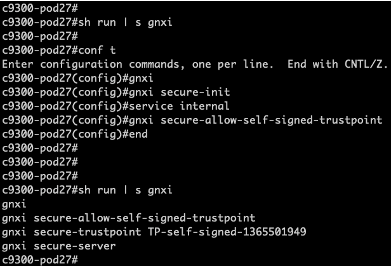 c9300-pod27#
c9300-pod27#sh run | s gnxi
c9300-pod27#
c9300-pod27#conf t
Enter configuration commands, one per line.  End with CNTL/Z.
c9300-pod27(config)#gnxi
c9300-pod27(config)#gnxi secure-init
c9300-pod27(config)#service internal
c9300-pod27(config)#gnxi secure-allow-self-signed-trustpoint
c9300-pod27(config)#end
c9300-pod27#
c9300-pod27#
c9300-pod27#
c9300-pod27#sh run | s gnxi
gnxi
gnxi secure-allow-self-signed-trustpoint
gnxi secure-trustpoint TP-self-signed-1365501949
gnxi secure-server
c9300-pod27#